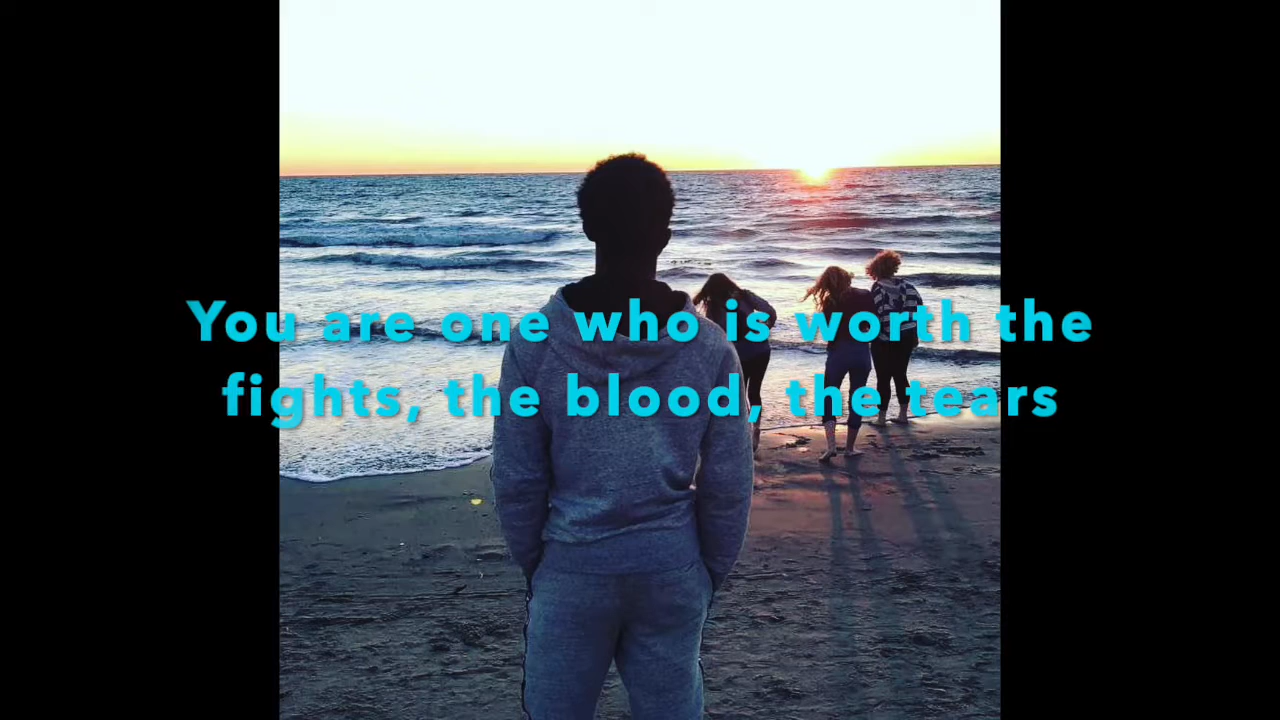 You are one who is worth the
fights, the blood, the tears